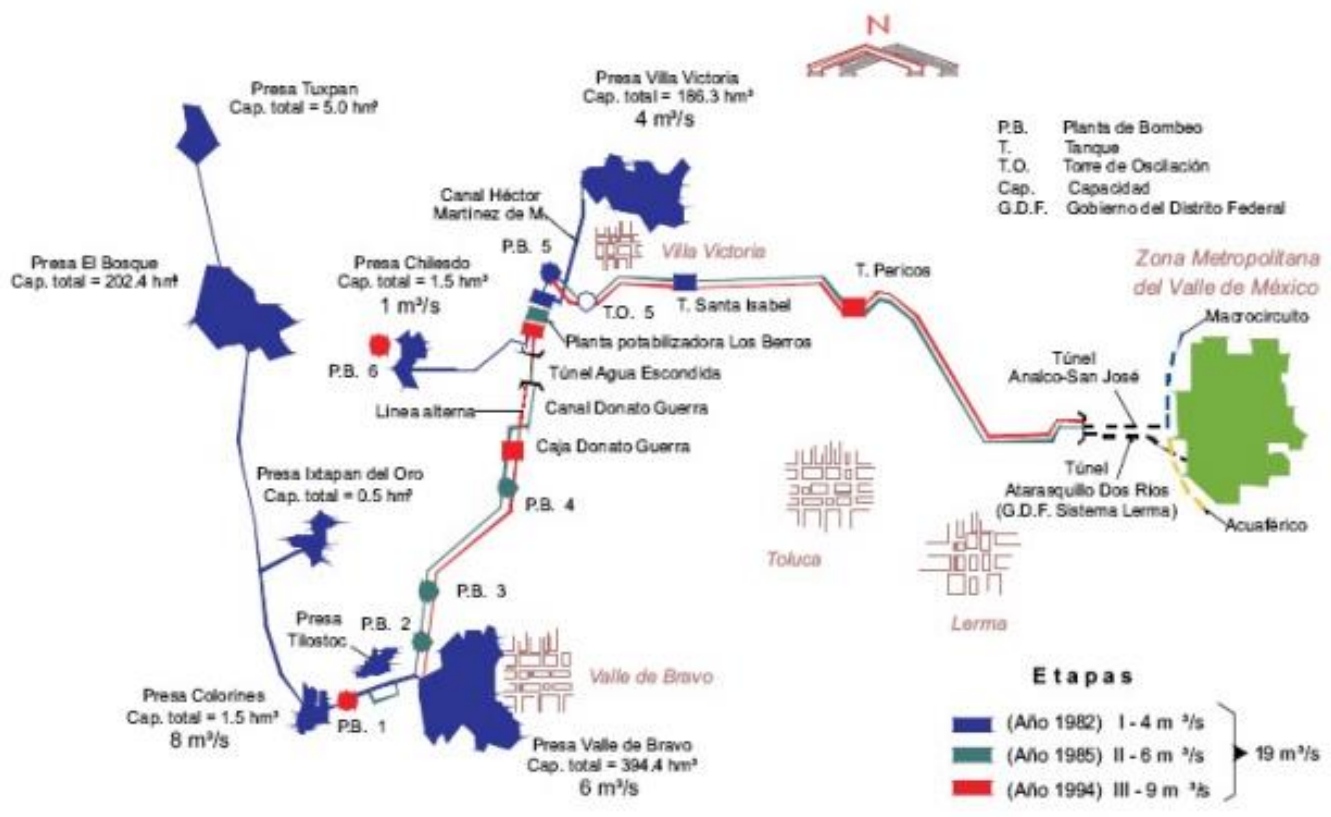 N
Presa Tuxpan
Cap. total = 5.0 hm³
Presa Villa Victoria
Cap. total = 186.3 hm³
4 m³/s
P.B. Planta de Bombeo
T. Tanque
T.O. Torre de Oscilación
Cap. Capacidad
G.D.F. Gobierno del Distrito Federal
Canal Héctor
Martínez de M.
P.B. 5
Villa Victoria
Presa El Bosque
Cap. total = 202.4 hm³
Presa Chilesdo
Cap. total = 1.5 hm³
1 m³/s
P.B. 6
T.O. 5
T. Santa Isabel
T. Pericos
Zona Metropolitana
del Valle de México
Macrocircuito
Planta potabilizadora Los Berros
Túnel Agua Escondida
Línea alterna
Canal Donato Guerra
Caja Donato Guerra
Túnel
Analco-San José
Túnel
Atarasquillo Dos Ríos
(G.D.F. Sistema Lerma)
Acuaférico
Presa Ixtapan del Oro
Cap. total = 0.5 hm³
P.B. 4
Toluca
Lerma
P.B. 3
Presa
Tilostoc
P.B. 2
Valle de Bravo
Presa Colorines
Cap. total = 1.5 hm³
8 m³/s
P.B. 1
Presa Valle de Bravo
Cap. total = 394.4 hm³
6 m³/s
Etapas
(Año 1982) I - 4 m ³/s
(Año 1985) II - 6 m ³/s
(Año 1994) III - 9 m ³/s
19 m³/s